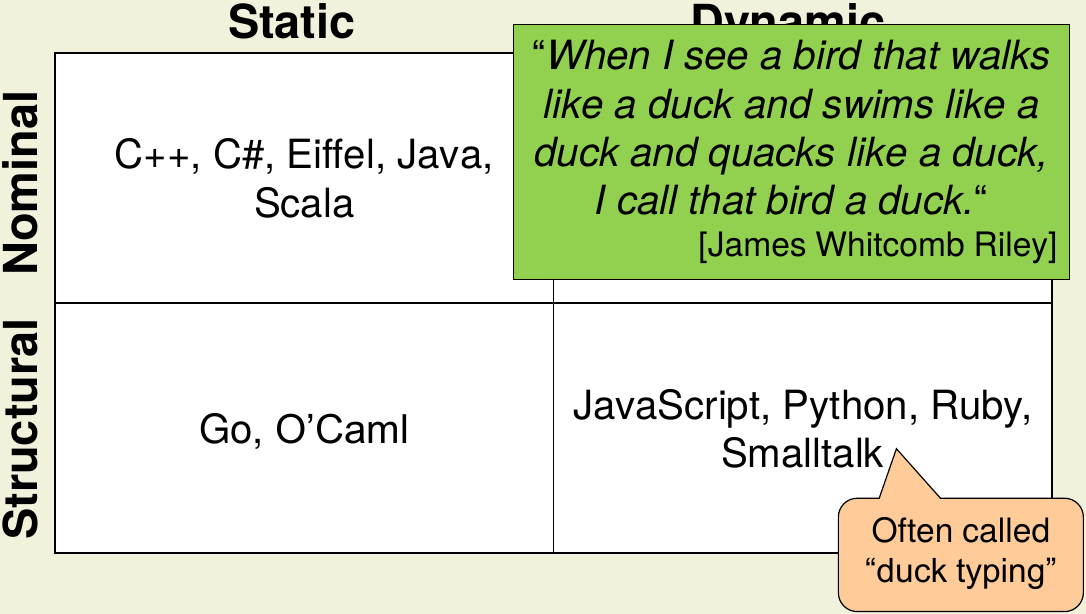 Static
Dynamic
“When I see a bird that walks
like a duck and swims like a
duck and quacks like a duck,
I call that bird a duck.“
[James Whitcomb Riley]
Nominal
C++, C#, Eiffel, Java,
Scala
Structural
Go, O’Caml
JavaScript, Python, Ruby,
Smalltalk
Often called
“duck typing”